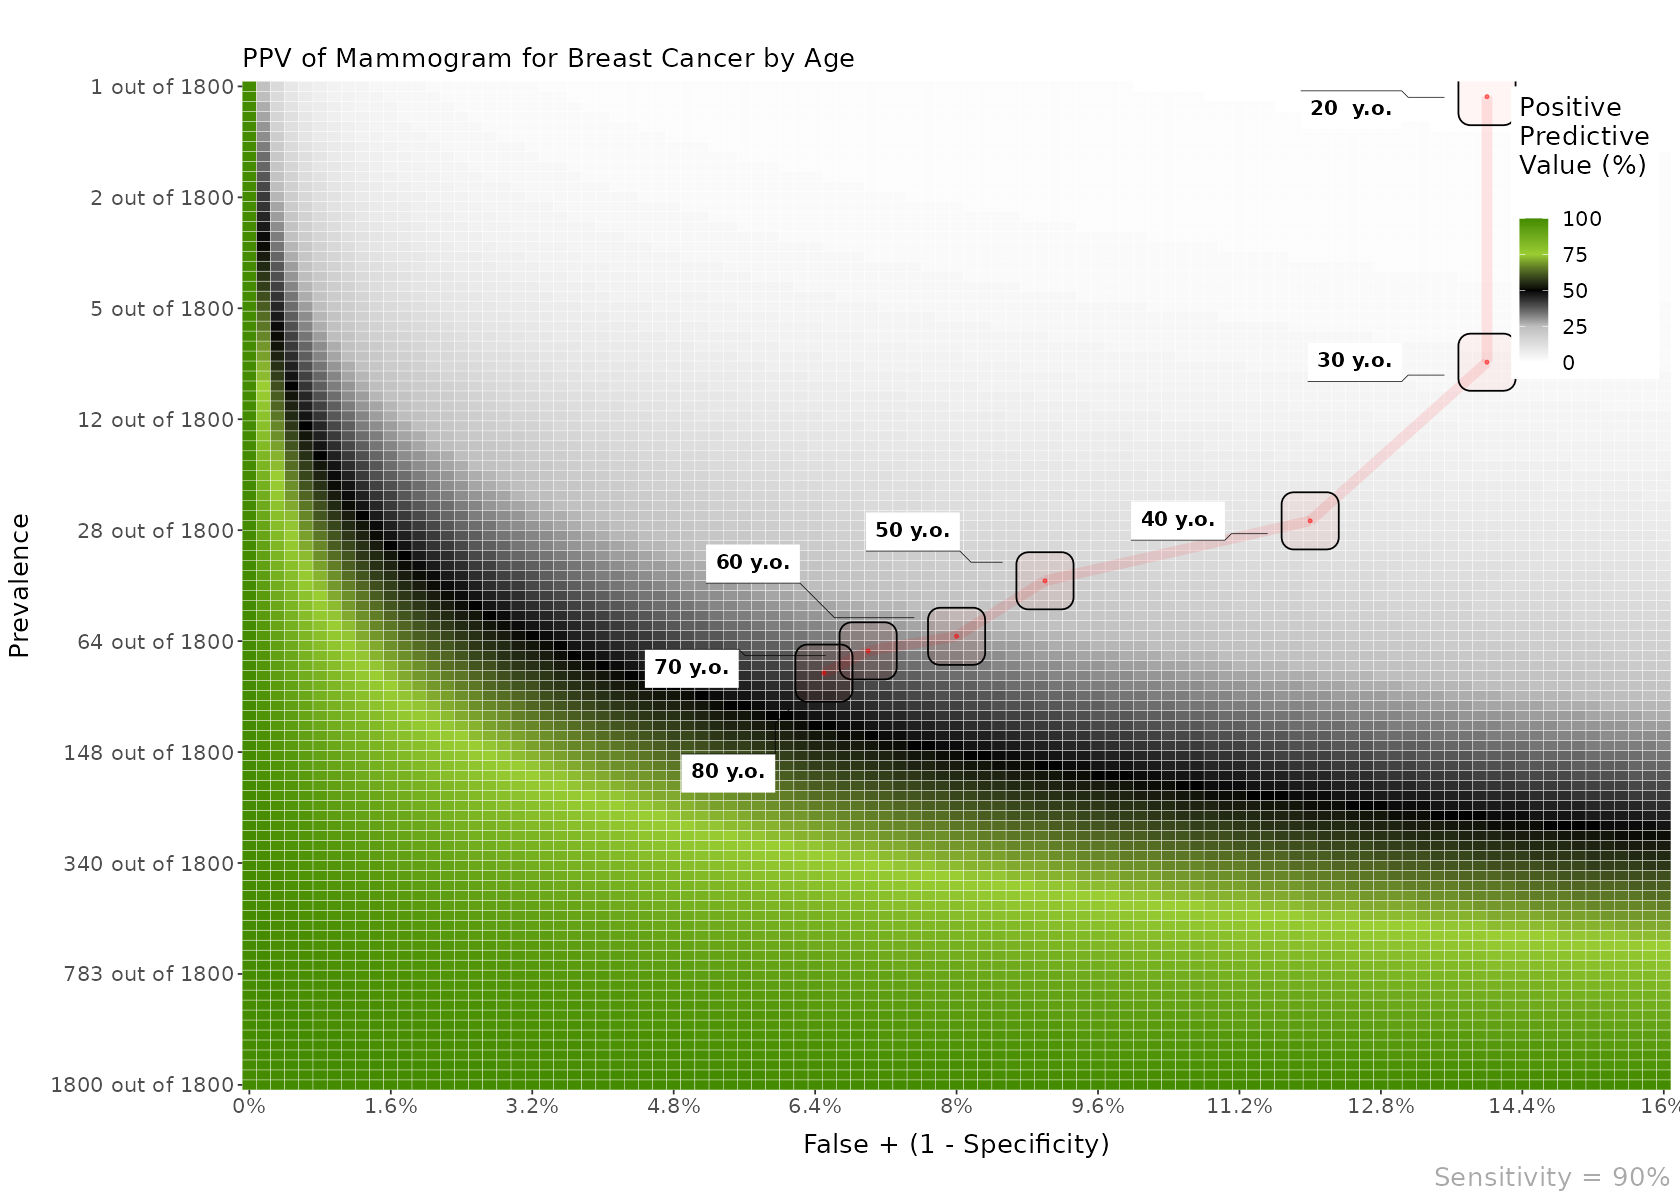 PPV of Mammogram for Breast Cancer by Age
1 out of 1800
2 out of 1800
5 out of 1800
12 out of 1800
28 out of 1800
64 out of 1800
148 out of 1800
340 out of 1800
783 out of 1800
1800 out of 1800
Prevalence
20 y.o.
30 y.o.
40 y.o.
50 y.o.
60 y.o.
70 y.o.
80 y.o.
Positive
Predictive
Value (%)
100
75
50
25
0
0% 1.6% 3.2% 4.8% 6.4% 8% 9.6% 11.2% 12.8% 14.4% 16%
False + (1 - Specificity)
Sensitivity = 90%